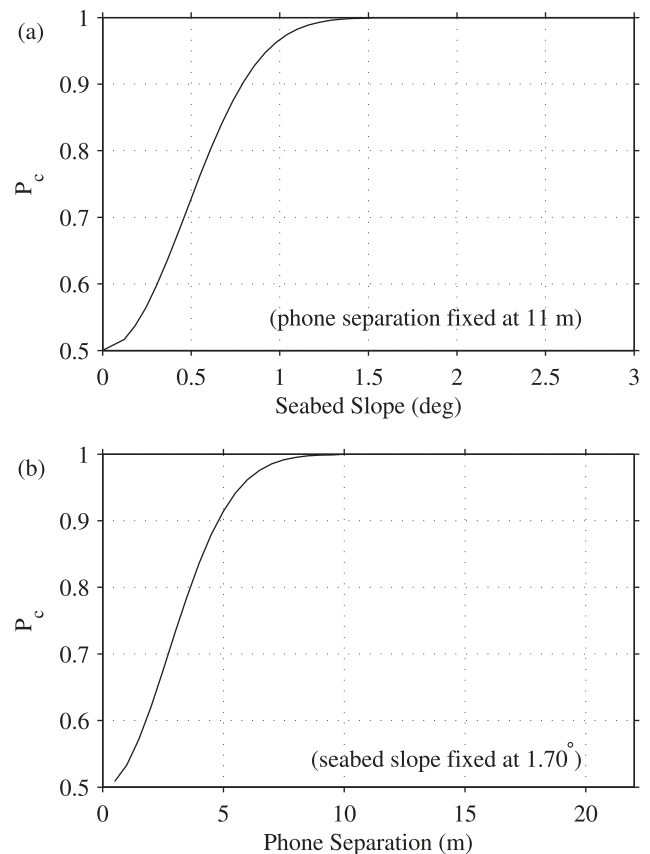 (a)
1
0.9
0.8
0.7
0.6
0.5
P_c
(phone separation fixed at 11 m)
0 0.5 1 1.5 2 2.5 3
Seabed Slope (deg)
(b)
1
0.9
0.8
0.7
0.6
0.5
P_c
(seabed slope fixed at 1.70°)
0 5 10 15 20
Phone Separation (m)